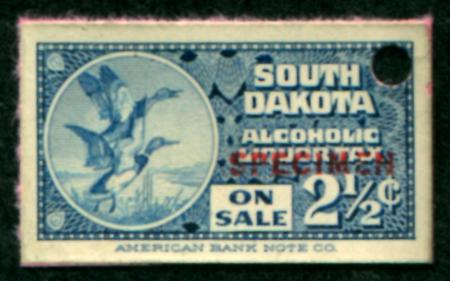 SOUTH
DAKOTA
ALCOHOLIC
SPECIMEN
ON
SALE
2½¢
AMERICAN BANK NOTE CO.